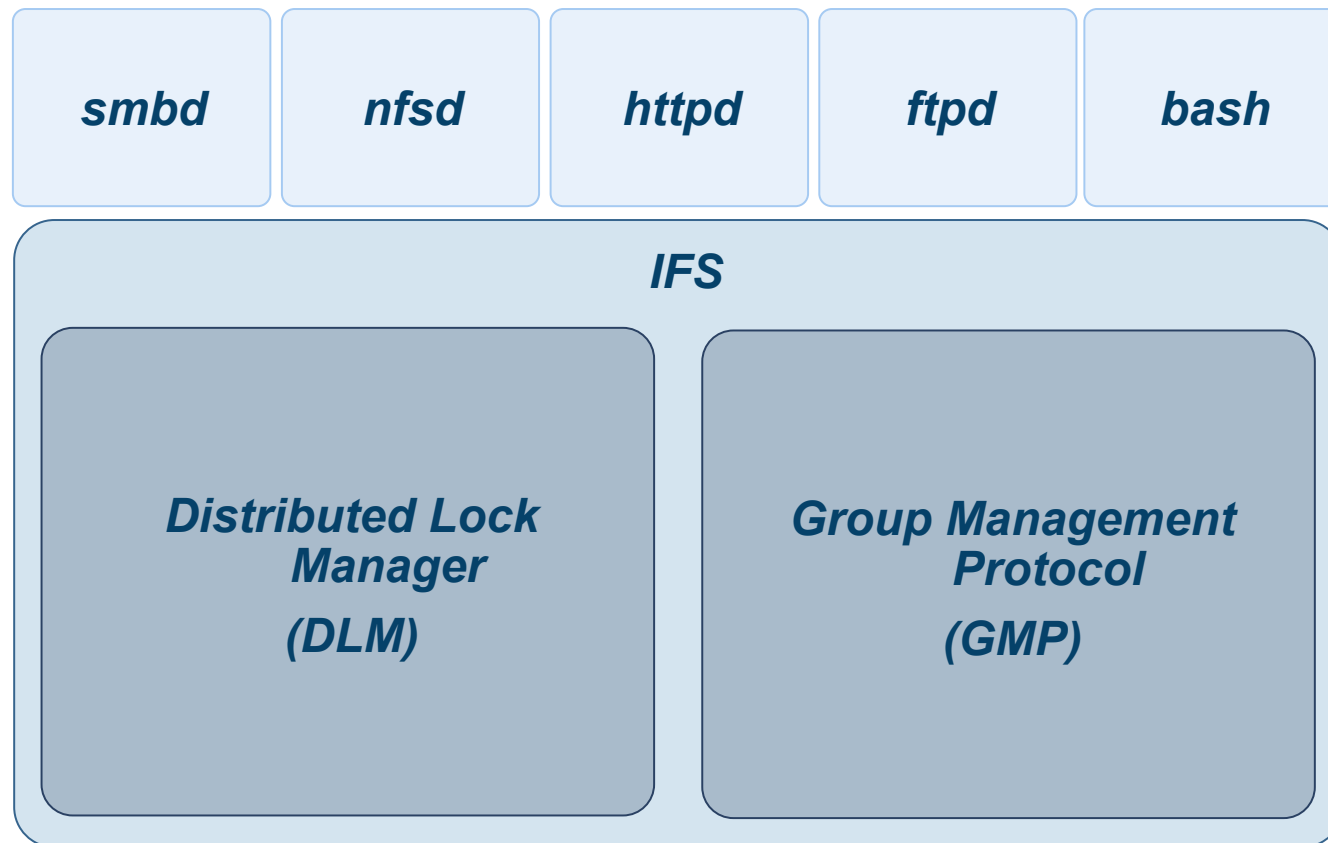 smbd
nfsd
httpd
ftpd
bash
IFS
Distributed Lock
Manager
(DLM)
Group Management
Protocol
(GMP)